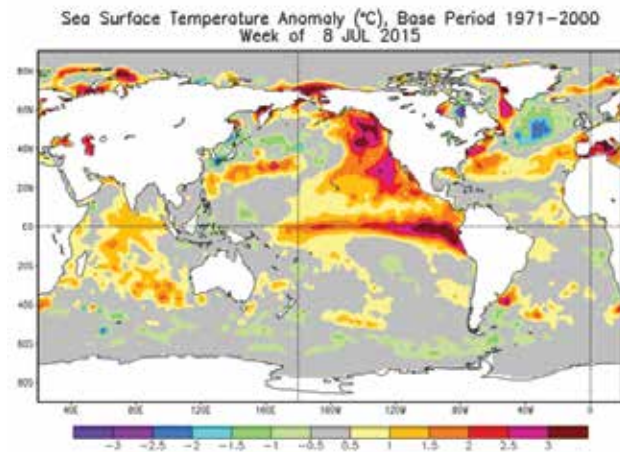 Sea Surface Temperature Anomaly (°C), Base Period 1971-2000
Week of 8 JUL 2015
80N
60N
40N
20N
EQ
20S
40S
60S
80S
40E 80E 120E 160E 160W 120W 80W 40W 0
-3 -2.5 -2 -1.5 -1 -0.5 0.5 1 1.5 2 2.5 3